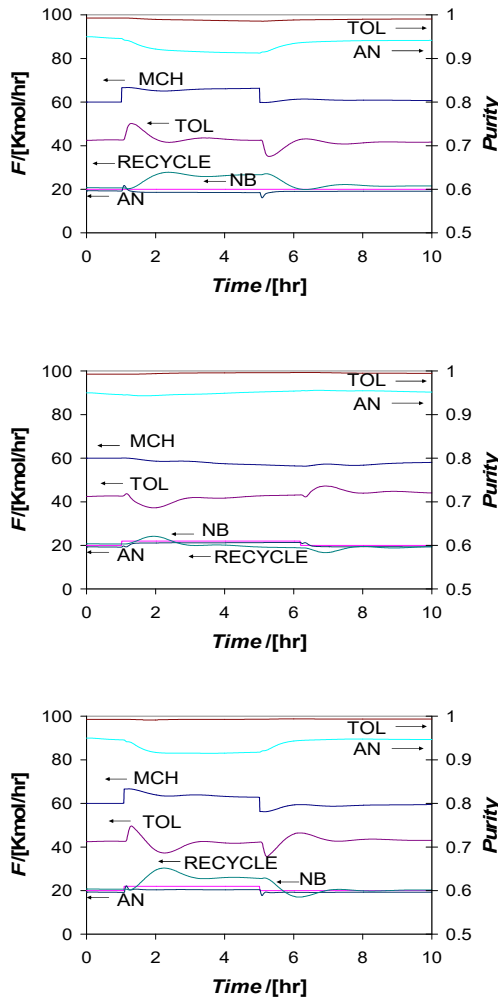 100
80
60
40
20
0
F/[Kmol/hr]
1
0.9
0.8
0.7
0.6
0.5
Purity
TOL
AN
MCH
TOL
RECYCLE
NB
AN
0 2 4 6 8 10
Time /[hr]
100
80
60
40
20
0
F/[Kmol/hr]
1
0.9
0.8
0.7
0.6
0.5
Purity
TOL
AN
MCH
TOL
NB
AN
RECYCLE
0 2 4 6 8 10
Time /[hr]
100
80
60
40
20
0
F/[Kmol/hr]
1
0.9
0.8
0.7
0.6
0.5
Purity
TOL
AN
MCH
TOL
RECYCLE
NB
AN
0 2 4 6 8 10
Time /[hr]